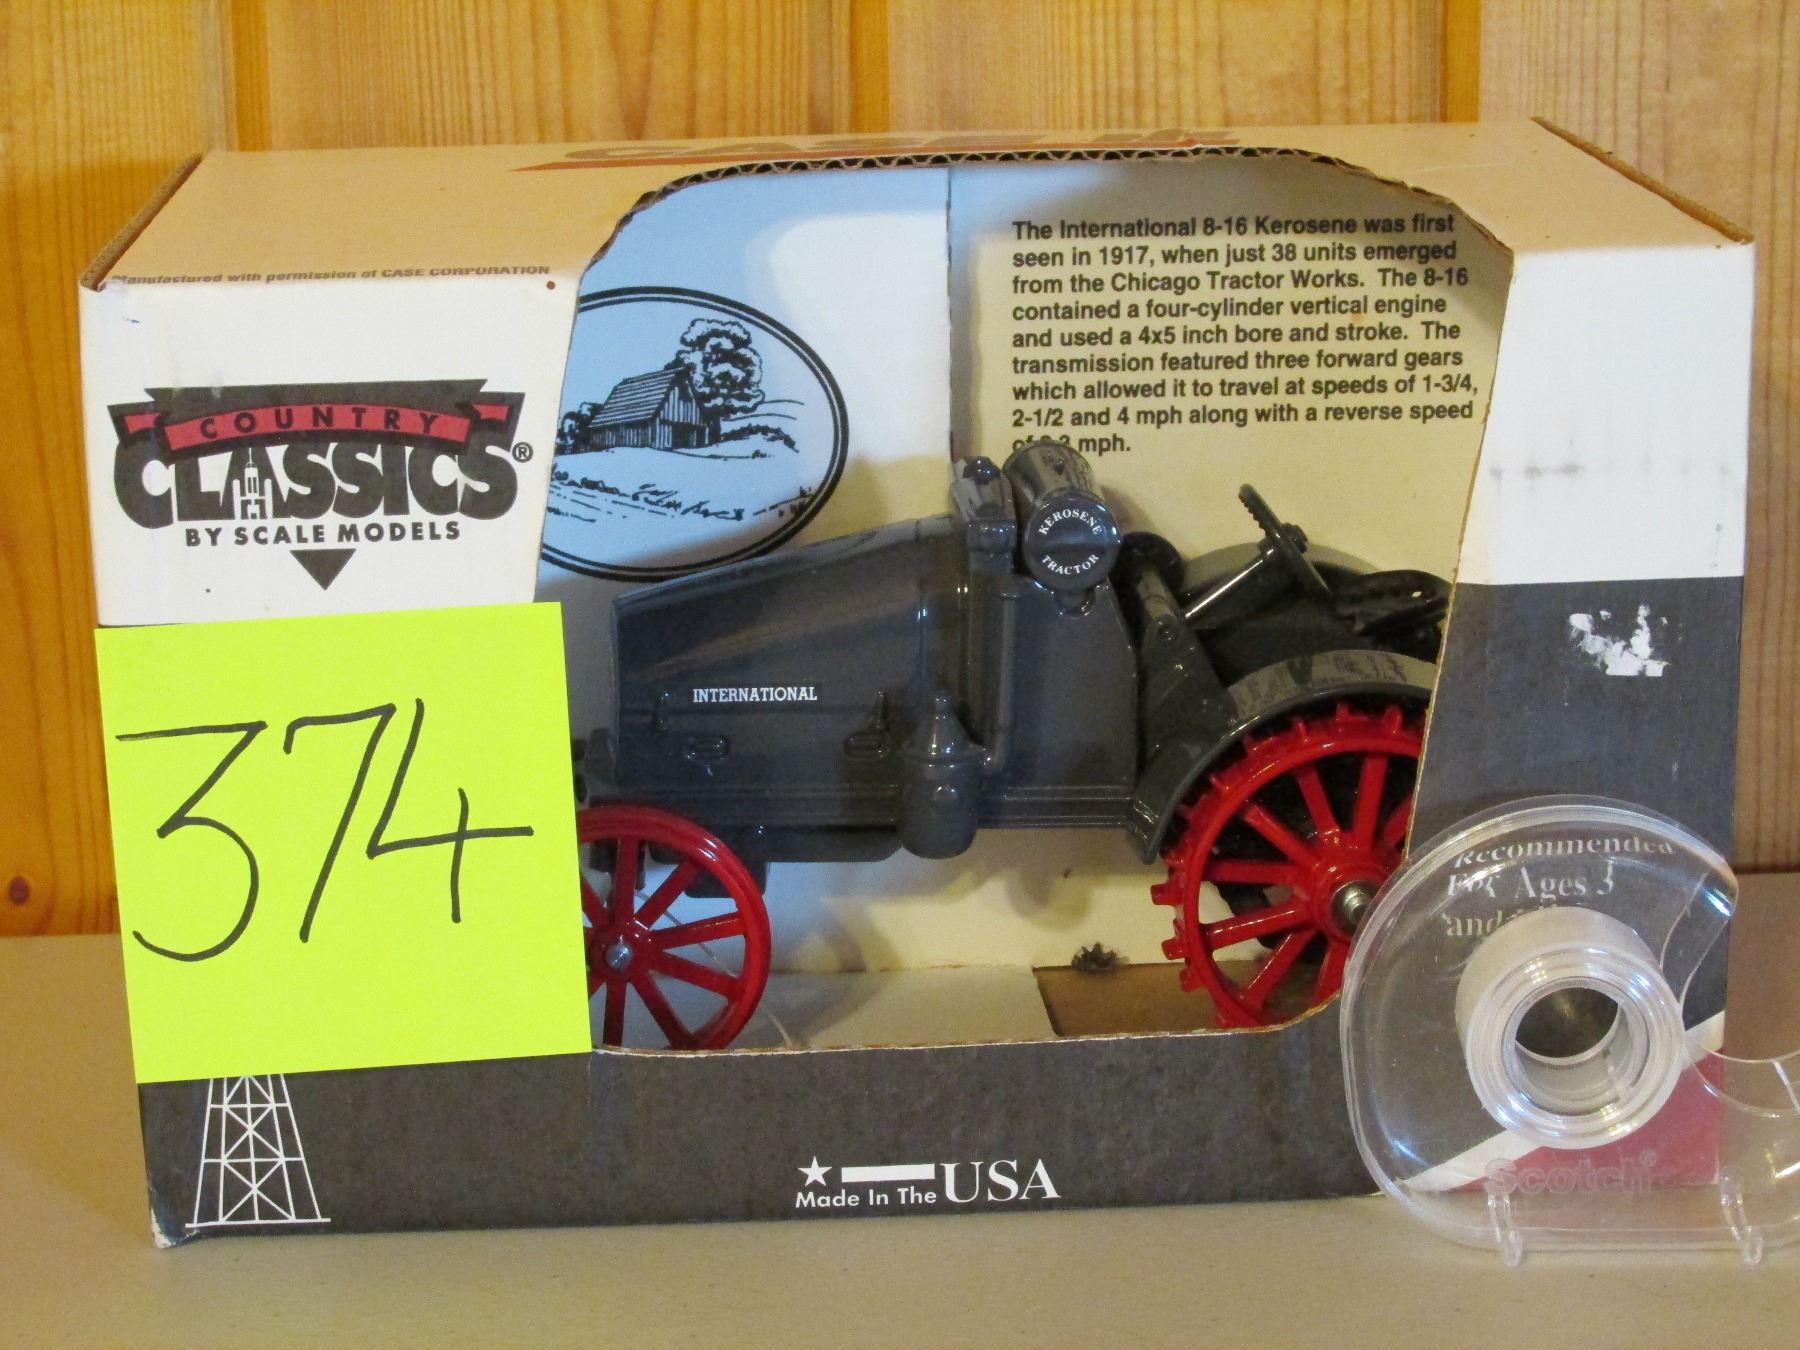 Manufactured with permission of CASE CORPORATION
COUNTRY
CLASSICS®
BY SCALE MODELS
374
The International 8-16 Kerosene was first
seen in 1917, when just 38 units emerged
from the Chicago Tractor Works. The 8-16
contained a four-cylinder vertical engine
and used a 4x5 inch bore and stroke. The
transmission featured three forward gears
which allowed it to travel at speeds of 1-3/4,
2-1/2 and 4 mph along with a reverse speed
of mph.
KEROSENE
TRACTOR
INTERNATIONAL
Recommended
For Ages 3
and
Scotch
Made In The USA